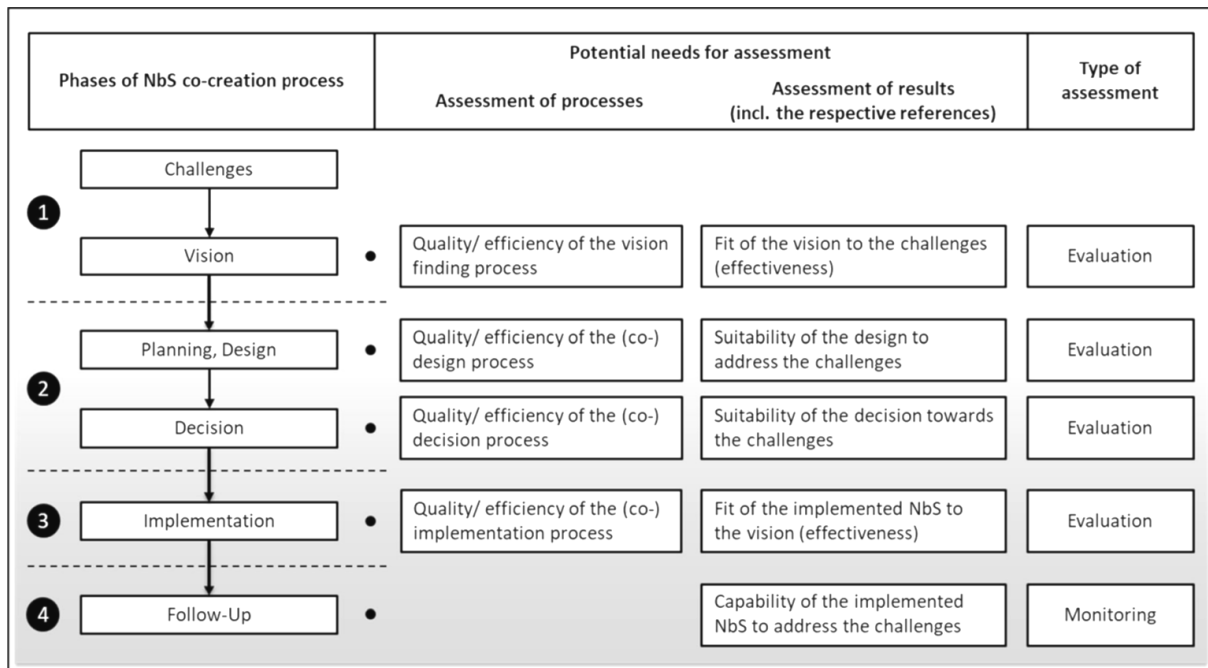 Phases of NbS co-creation process
Potential needs for assessment
Assessment of processes
Assessment of results
(incl. the respective references)
Type of
assessment
1
Challenges
Vision
•
Quality/ efficiency of the vision
finding process
Fit of the vision to the challenges
(effectiveness)
Evaluation
2
Planning, Design
•
Quality/ efficiency of the (co-)
design process
Suitability of the design to
address the challenges
Evaluation
Decision
•
Quality/ efficiency of the (co-)
decision process
Suitability of the decision towards
the challenges
Evaluation
3
Implementation
•
Quality/ efficiency of the (co-)
implementation process
Fit of the implemented NbS to
the vision (effectiveness)
Evaluation
4
Follow-Up
•
Capability of the implemented
NbS to address the challenges
Monitoring